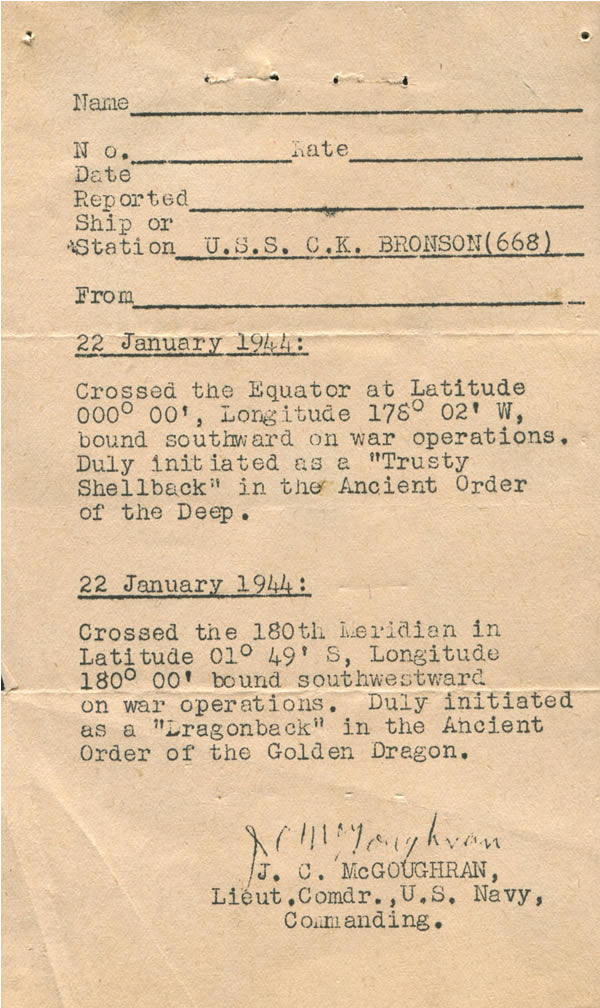 Name
N o. Rate
Date
Reported
Ship or
Station U.S.S. C.K. BRONSON(668)
From
22 January 1944:
Crossed the Equator at Latitude
000° 00', Longitude 178° 02' W,
bound southward on war operations.
Duly initiated as a "Trusty
Shellback" in the Ancient Order
of the Deep.
22 January 1944:
Crossed the 180th Meridian in
Latitude 01° 49' S, Longitude
180° 00' bound southwestward
on war operations. Duly initiated
as a "Dragonback" in the Ancient
Order of the Golden Dragon.
J C McGoughran
J. C. McGOUGHRAN,
Lieut.Comdr.,U.S. Navy,
Commanding.